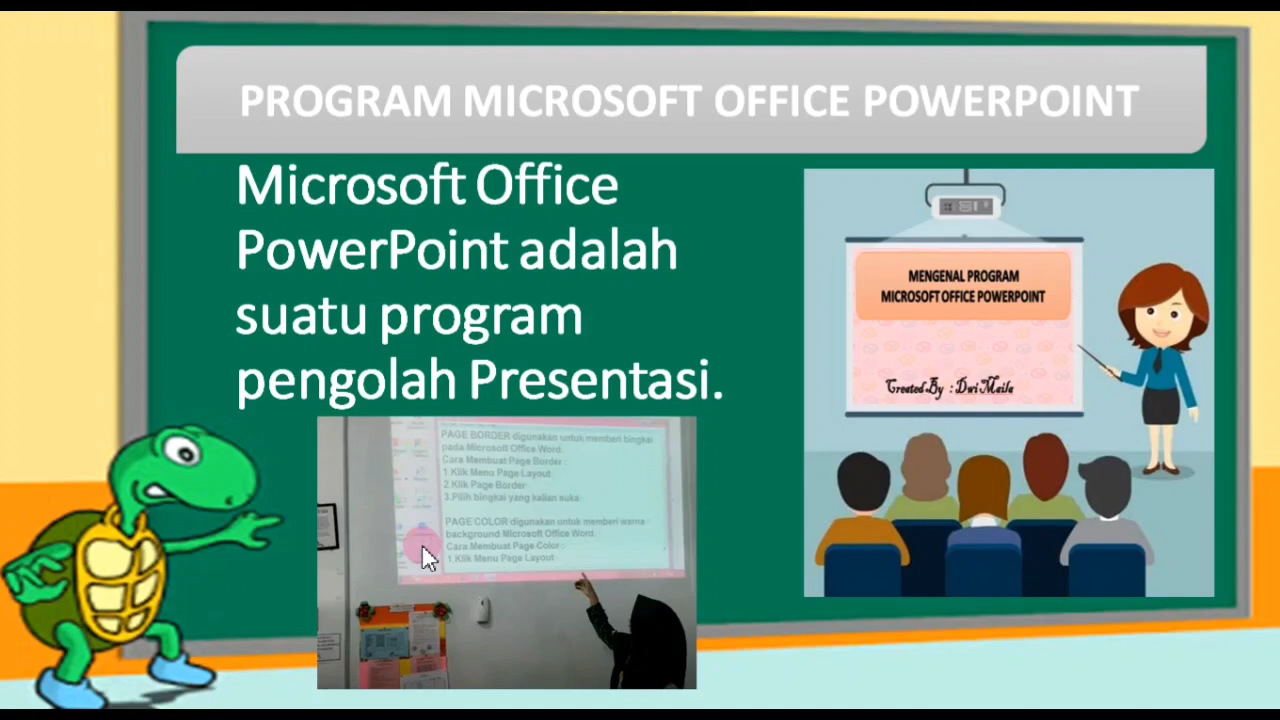 PROGRAM MICROSOFT OFFICE POWERPOINT
Microsoft Office
PowerPoint adalah
suatu program
pengolah Presentasi.
MENGENAL PROGRAM
MICROSOFT OFFICE POWERPOINT
Created By : Dwi Maila
PAGE BORDER digunakan untuk memberi bingkai
pada Microsoft Office Word.
Cara Membuat Page Border :
1.Klik Menu Page Layout
2.Klik Page Border
3.Pilih bingkai yang kalian suka
PAGE COLOR digunakan untuk memberi warna
background Microsoft Office Word.
Cara Membuat Page Color :
1.Klik Menu Page Layout